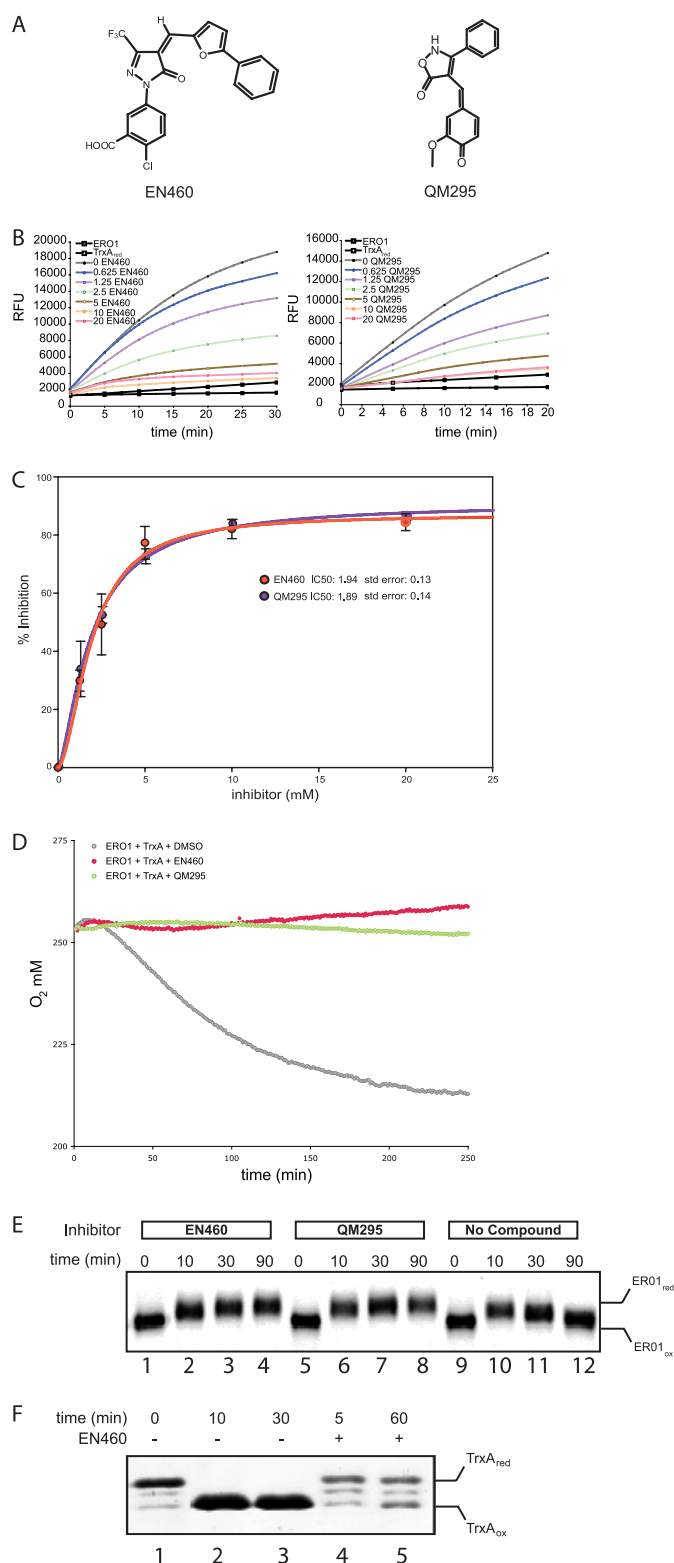 A
H
F₃C
O
N
O
N
HOOC
Cl
EN460
NH
O
O
O
O
QM295
B
20000
18000
16000
14000
12000
10000
8000
6000
4000
2000
0
RFU
ERO1
TrxAred
0 EN460
0.625 EN460
1.25 EN460
2.5 EN460
5 EN460
10 EN460
20 EN460
0 5 10 15 20 25 30
time (min)
16000
14000
12000
10000
8000
6000
4000
2000
0
RFU
ERO1
TrxAred
0 QM295
0.625 QM295
1.25 QM295
2.5 QM295
5 QM295
10 QM295
20 QM295
0 2 4 6 8 10 12 14 16 18 20
time (min)
C
100
80
60
40
20
0
% Inhibition
EN460 IC50: 1.94 std error: 0.13
QM295 IC50: 1.89 std error: 0.14
0 5 10 15 20 25
inhibitor (mM)
D
275
250
225
200
O₂ mM
ERO1 + TrxA + DMSO
ERO1 + TrxA + EN460
ERO1 + TrxA + QM295
0 50 100 150 200 250
time (min)
E
Inhibitor EN460 QM295 No Compound
time (min) 0 10 30 90 0 10 30 90 0 10 30 90
ER01red
ER01ox
1 2 3 4 5 6 7 8 9 10 11 12
F
time (min) 0 10 30 5 60
EN460 - - - + +
TrxAred
TrxAox
1 2 3 4 5